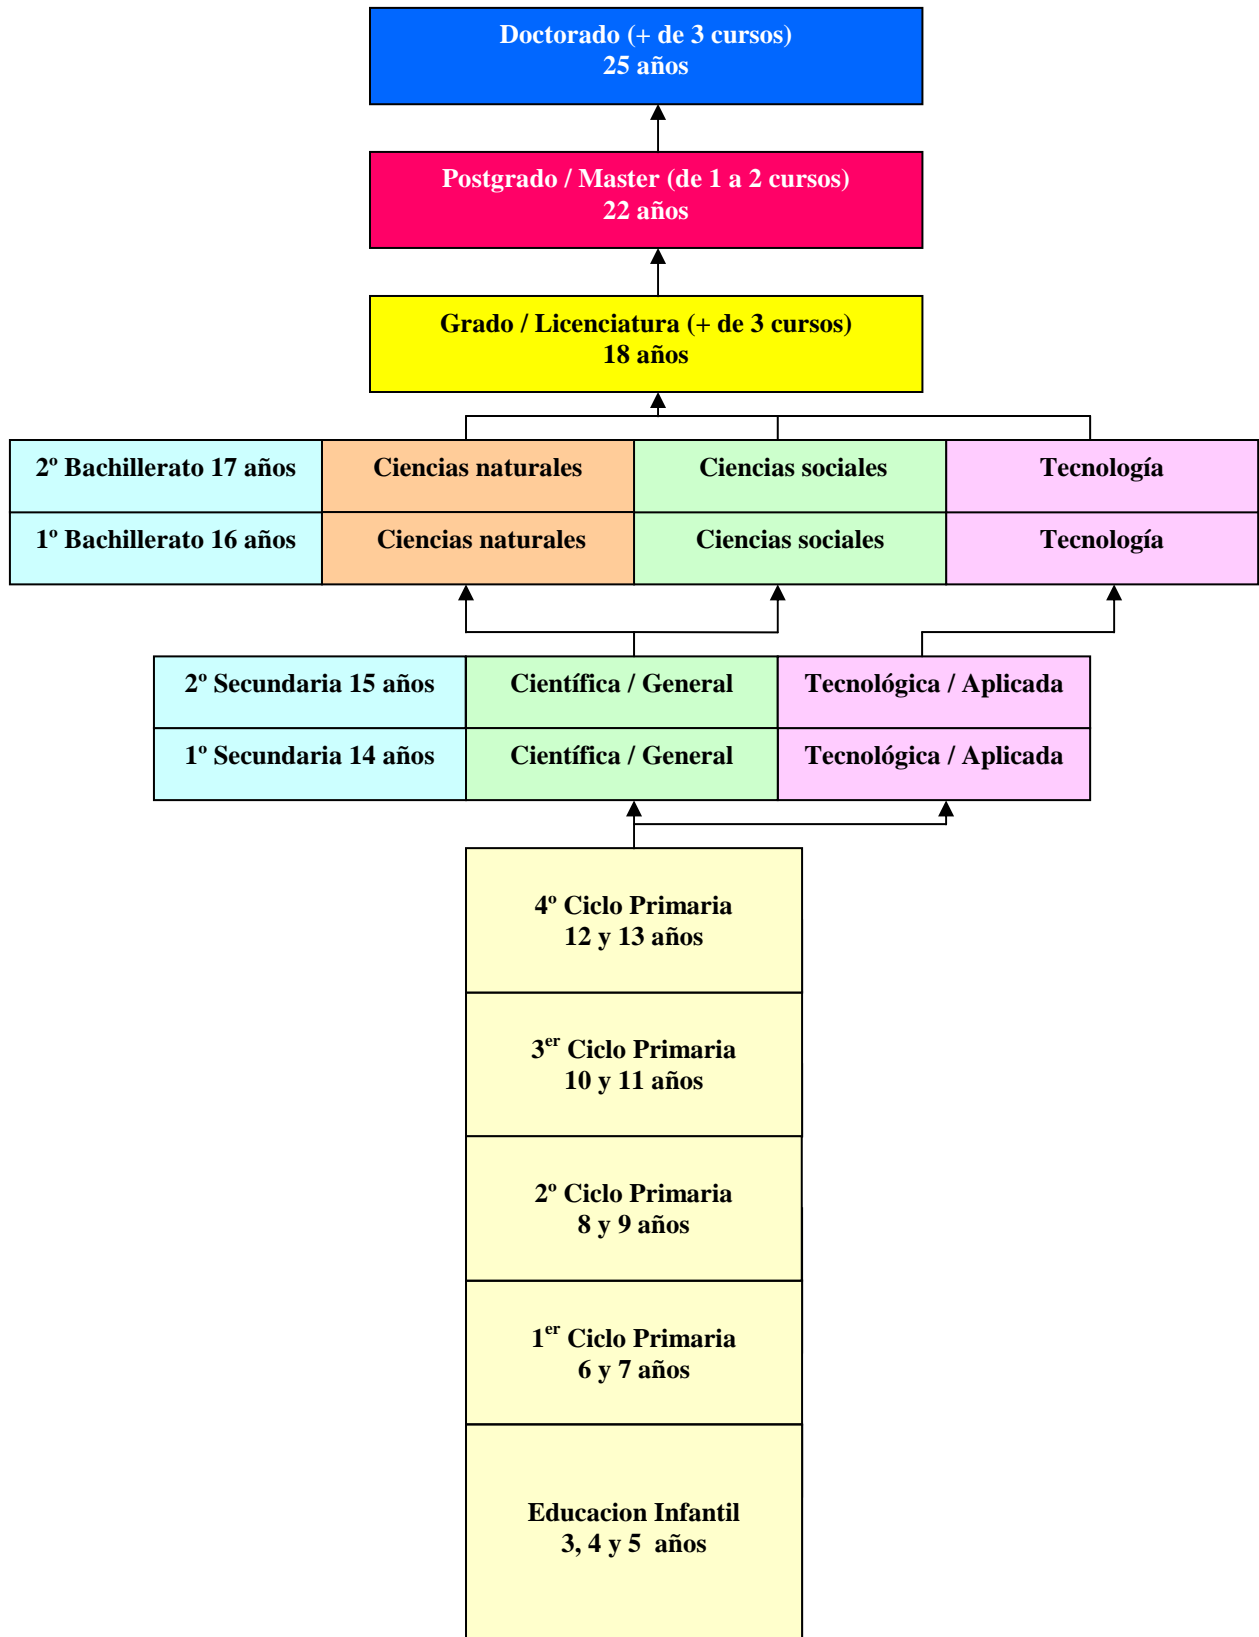 Doctorado (+ de 3 cursos)
25 años
Postgrado / Master (de 1 a 2 cursos)
22 años
Grado / Licenciatura (+ de 3 cursos)
18 años
2º Bachillerato 17 años
Ciencias naturales
Ciencias sociales
Tecnología
1º Bachillerato 16 años
Ciencias naturales
Ciencias sociales
Tecnología
2º Secundaria 15 años
Científica / General
Tecnológica / Aplicada
1º Secundaria 14 años
Científica / General
Tecnológica / Aplicada
4º Ciclo Primaria
12 y 13 años
3er Ciclo Primaria
10 y 11 años
2º Ciclo Primaria
8 y 9 años
1er Ciclo Primaria
6 y 7 años
Educacion Infantil
3, 4 y 5 años